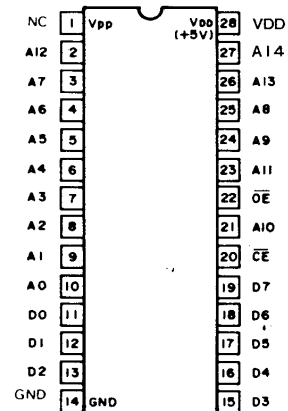 NC 1 Vpp VDD 28 VDD
(+5V)
A12 2 27 A14
A7 3 26 A13
A6 4 25 A8
A5 5 24 A9
A4 6 23 A11
A3 7 22 OE
A2 8 21 A10
A1 9 20 CE
A0 10 19 D7
D0 11 18 D6
D1 12 17 D5
D2 13 16 D4
GND 14 GND 15 D3